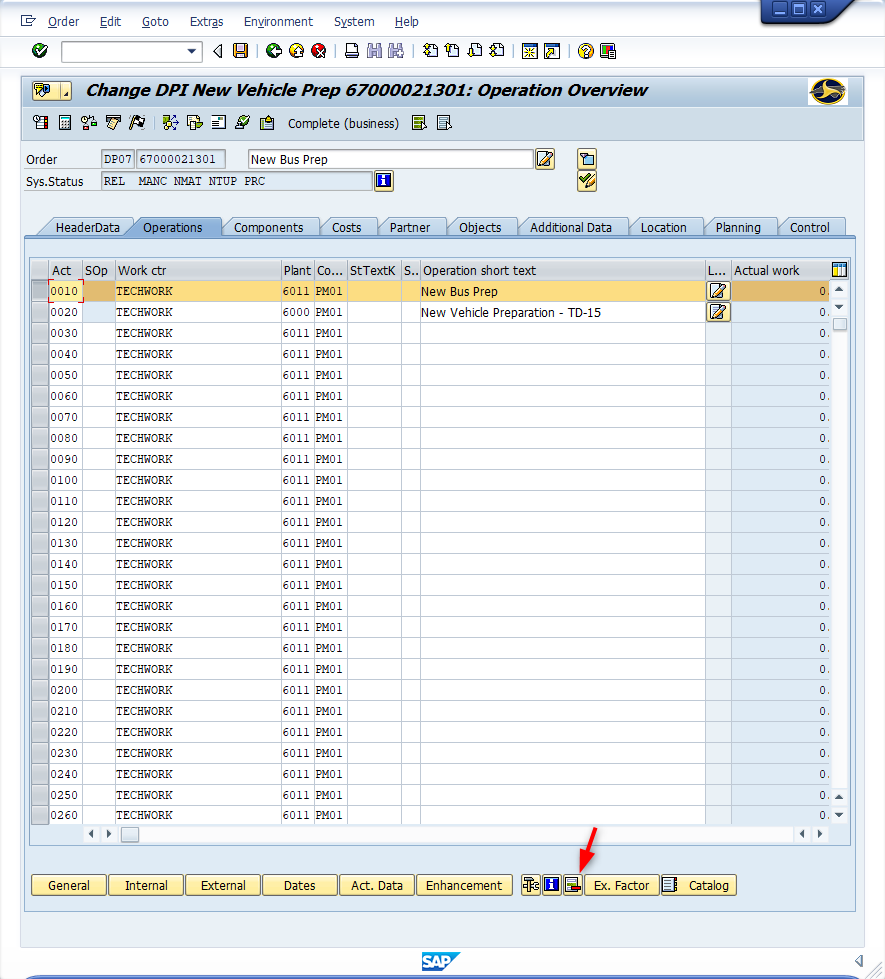 Order Edit Goto Extras Environment System Help
Change DPI New Vehicle Prep 67000021301: Operation Overview
Complete (business)
Order DP07 67000021301 New Bus Prep
Sys.Status REL MANC NMAT NTUP PRC
HeaderData Operations Components Costs Partner Objects Additional Data Location Planning Control
Act SOp Work ctr Plant Co... StTextK S.. Operation short text L... Actual work
0010 TECHWORK 6011 PM01 New Bus Prep 0.
0020 TECHWORK 6000 PM01 New Vehicle Preparation - TD-15 0.
0030 TECHWORK 6011 PM01 0.
0040 TECHWORK 6011 PM01 0.
0050 TECHWORK 6011 PM01 0.
0060 TECHWORK 6011 PM01 0.
0070 TECHWORK 6011 PM01 0.
0080 TECHWORK 6011 PM01 0.
0090 TECHWORK 6011 PM01 0.
0100 TECHWORK 6011 PM01 0.
0110 TECHWORK 6011 PM01 0.
0120 TECHWORK 6011 PM01 0.
0130 TECHWORK 6011 PM01 0.
0140 TECHWORK 6011 PM01 0.
0150 TECHWORK 6011 PM01 0.
0160 TECHWORK 6011 PM01 0.
0170 TECHWORK 6011 PM01 0.
0180 TECHWORK 6011 PM01 0.
0190 TECHWORK 6011 PM01 0.
0200 TECHWORK 6011 PM01 0.
0210 TECHWORK 6011 PM01 0.
0220 TECHWORK 6011 PM01 0.
0230 TECHWORK 6011 PM01 0.
0240 TECHWORK 6011 PM01 0.
0250 TECHWORK 6011 PM01 0.
0260 TECHWORK 6011 PM01 0.
General Internal External Dates Act. Data Enhancement Ex. Factor Catalog
SAP